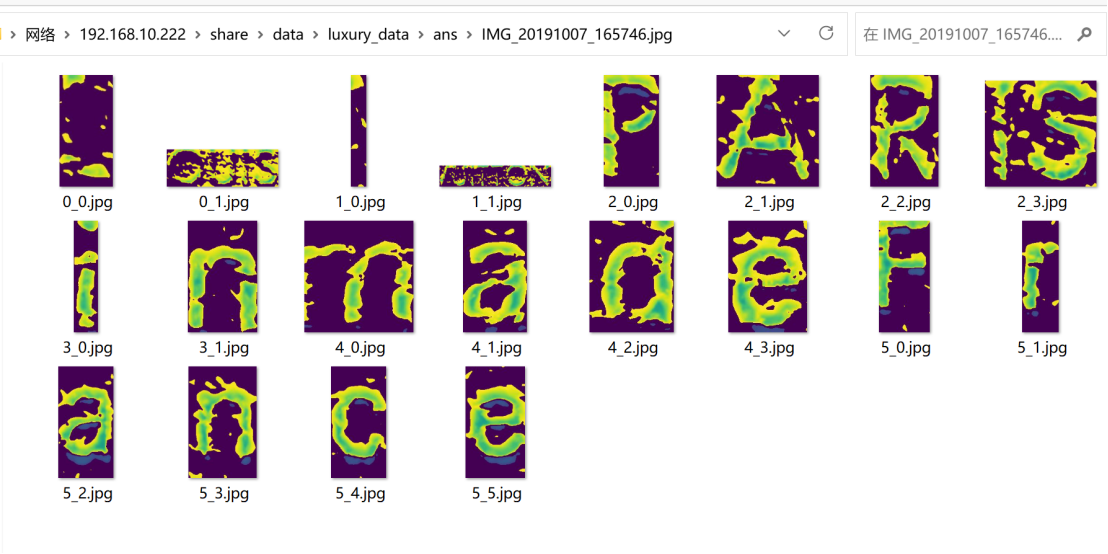 网络 > 192.168.10.222 > share > data > luxury_data > ans > IMG_20191007_165746.jpg
在 IMG_20191007_165746....
P A R IS
0_0.jpg 0_1.jpg 1_0.jpg 1_1.jpg 2_0.jpg 2_1.jpg 2_2.jpg 2_3.jpg
i n m a d e F r
3_0.jpg 3_1.jpg 4_0.jpg 4_1.jpg 4_2.jpg 4_3.jpg 5_0.jpg 5_1.jpg
a n c e
5_2.jpg 5_3.jpg 5_4.jpg 5_5.jpg